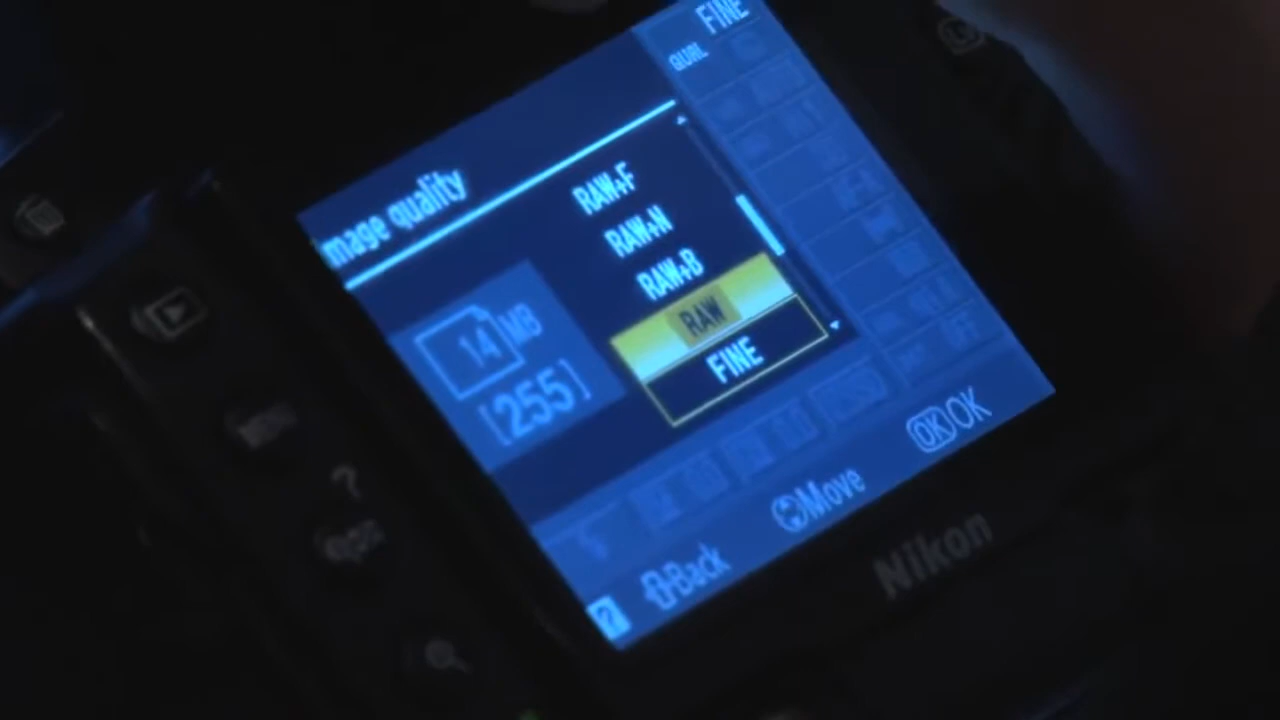 FINE
QUAL
mage quality
RAW+F
RAW+N
RAW+B
RAW
FINE
14 MB
[255]
OK OK
Move
Back
?
Nikon
?